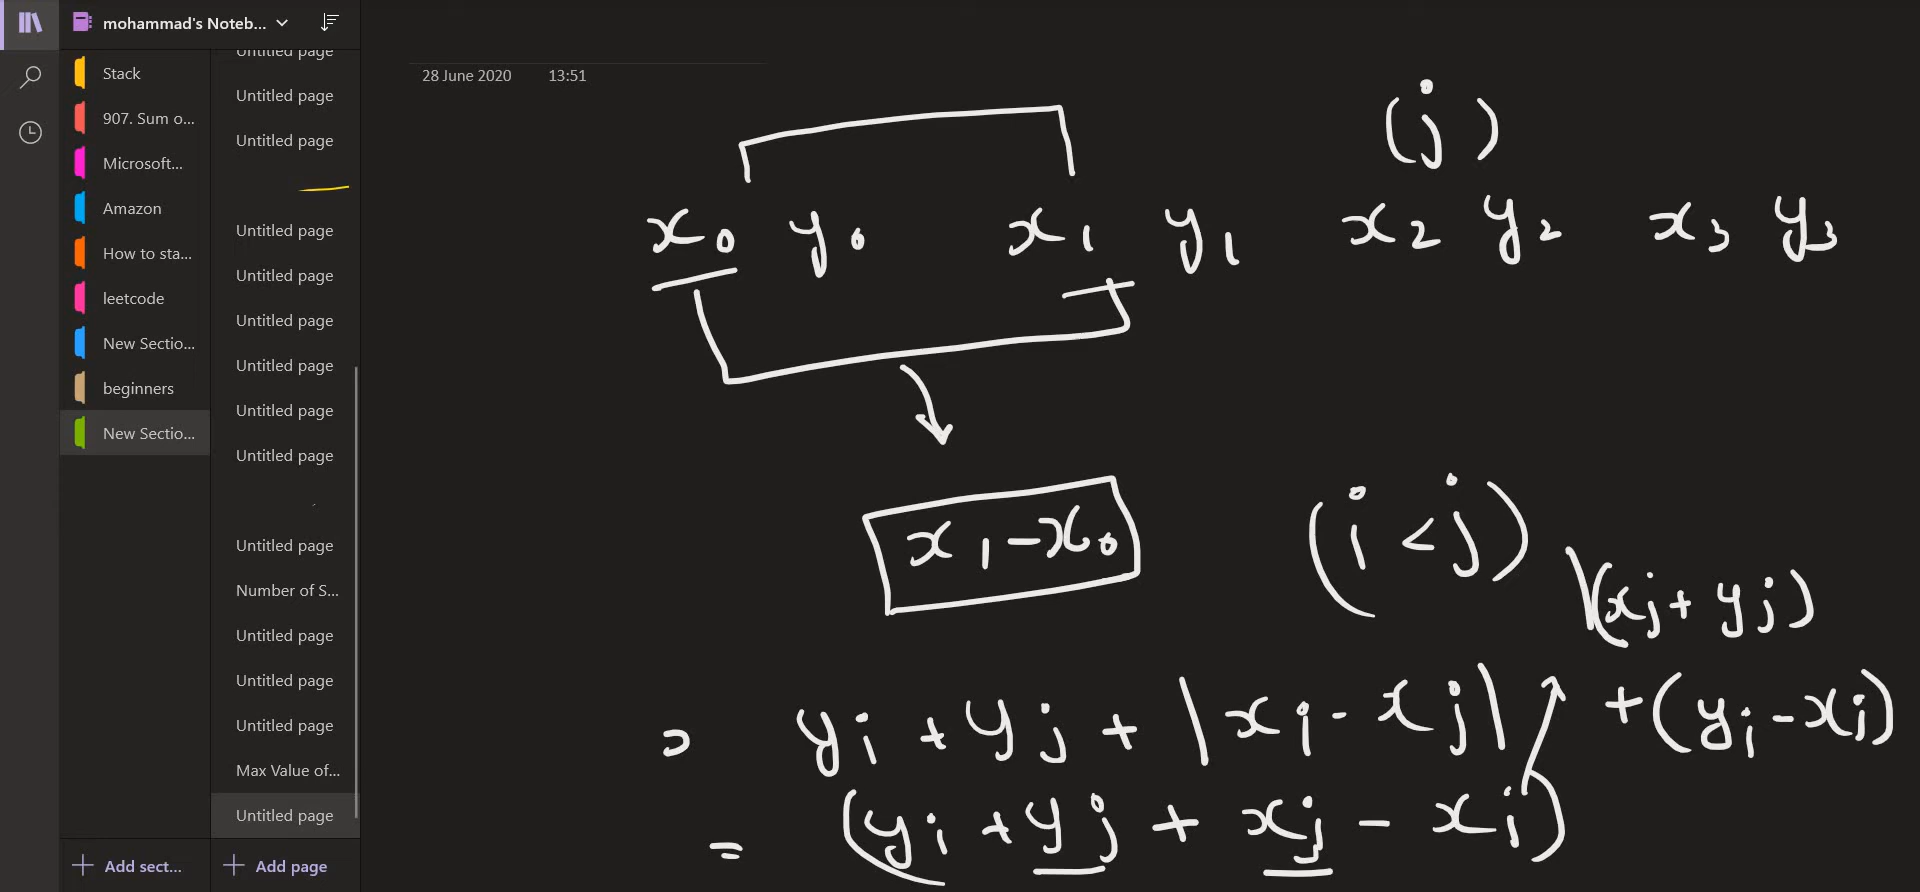 mohammad's Noteb...
Stack
907. Sum o...
Microsoft...
Amazon
How to sta...
leetcode
New Sectio...
beginners
New Sectio...
Add sect...
Untitled page
Untitled page
Untitled page
Untitled page
Untitled page
Untitled page
Untitled page
Untitled page
Untitled page
Untitled page
Number of S...
Untitled page
Untitled page
Untitled page
Max Value of...
Untitled page
Add page
28 June 2020 13:51
(j)
x₀ y₀ x₁ y₁ x₂ y₂ x₃ y₃
x₁ - x₀
(i < j)
(xj + yj)
= yi + yj + |xi - xj| + (yi - xi)
= (yi + yj + xj - xi)